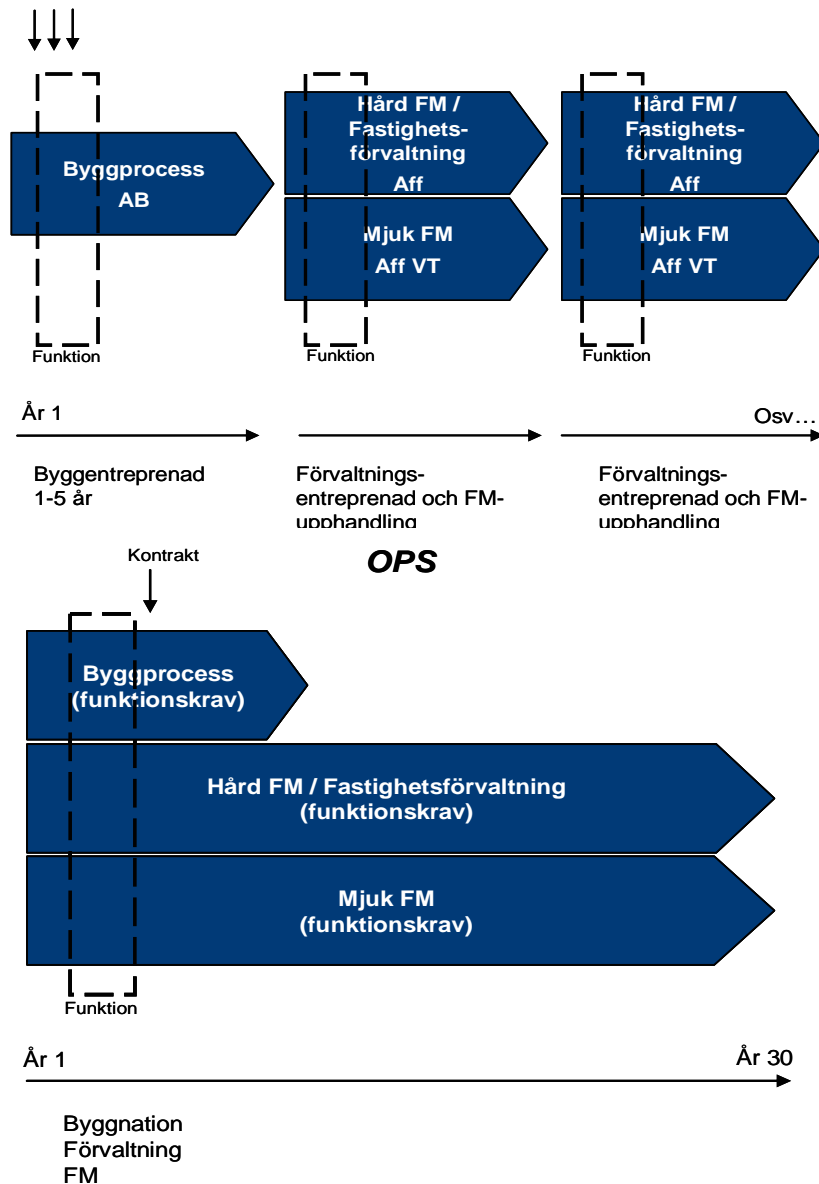 Byggprocess
AB
Hård FM /
Fastighets-
förvaltning
Aff
Mjuk FM
Aff VT
Hård FM /
Fastighets-
förvaltning
Aff
Mjuk FM
Aff VT
Funktion
Funktion
Funktion
År 1
Osv…
Byggentreprenad
1-5 år
Förvaltnings-
entreprenad och FM-
upphandling
Förvaltnings-
entreprenad och FM-
upphandling
OPS
Kontrakt
Byggprocess
(funktionskrav)
Hård FM / Fastighetsförvaltning
(funktionskrav)
Mjuk FM
(funktionskrav)
Funktion
År 1
År 30
Byggnation
Förvaltning
FM